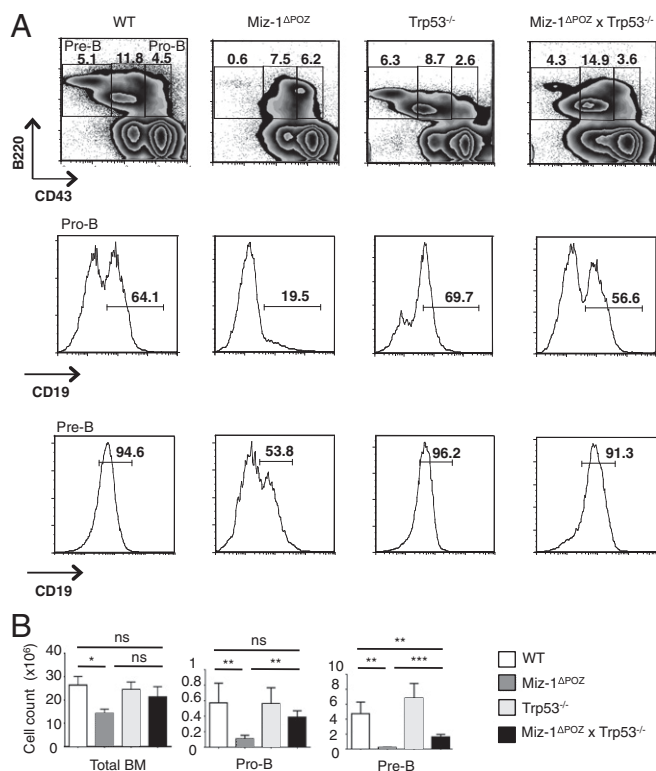 A
WT
Miz-1ΔPOZ
Trp53-/-
Miz-1ΔPOZ x Trp53-/-
Pre-B Pro-B
5.1 11.8 4.5
0.6 7.5 6.2
6.3 8.7 2.6
4.3 14.9 3.6
B220
CD43
Pro-B
64.1
19.5
69.7
56.6
CD19
Pre-B
94.6
53.8
96.2
91.3
CD19
B
Cell count (x10⁶)
40
30
20
10
0
ns
* ns
Total BM
1
0.8
0.6
0.4
0.2
0
ns
** **
Pro-B
10
8
6
4
2
0
**
** ***
Pre-B
WT
Miz-1ΔPOZ
Trp53-/-
Miz-1ΔPOZ x Trp53-/-